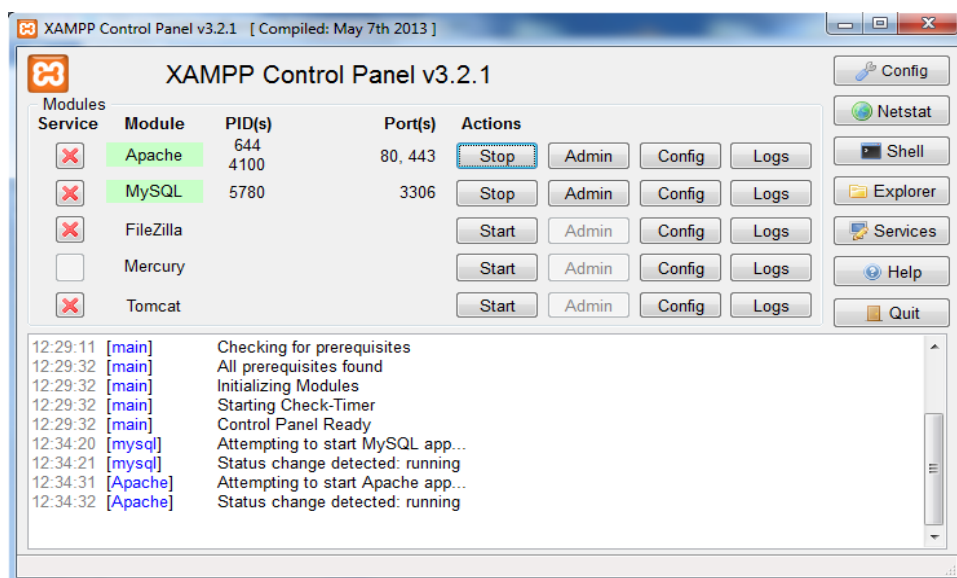 XAMPP Control Panel v3.2.1 [ Compiled: May 7th 2013 ]
XAMPP Control Panel v3.2.1
Config
Modules
Service Module PID(s) Port(s) Actions
Netstat
Apache 644 4100 80, 443 Stop Admin Config Logs
Shell
MySQL 5780 3306 Stop Admin Config Logs
Explorer
FileZilla Start Admin Config Logs
Services
Mercury Start Admin Config Logs
Help
Tomcat Start Admin Config Logs
Quit
12:29:11 [main] Checking for prerequisites
12:29:32 [main] All prerequisites found
12:29:32 [main] Initializing Modules
12:29:32 [main] Starting Check-Timer
12:29:32 [main] Control Panel Ready
12:34:20 [mysql] Attempting to start MySQL app...
12:34:21 [mysql] Status change detected: running
12:34:31 [Apache] Attempting to start Apache app...
12:34:32 [Apache] Status change detected: running